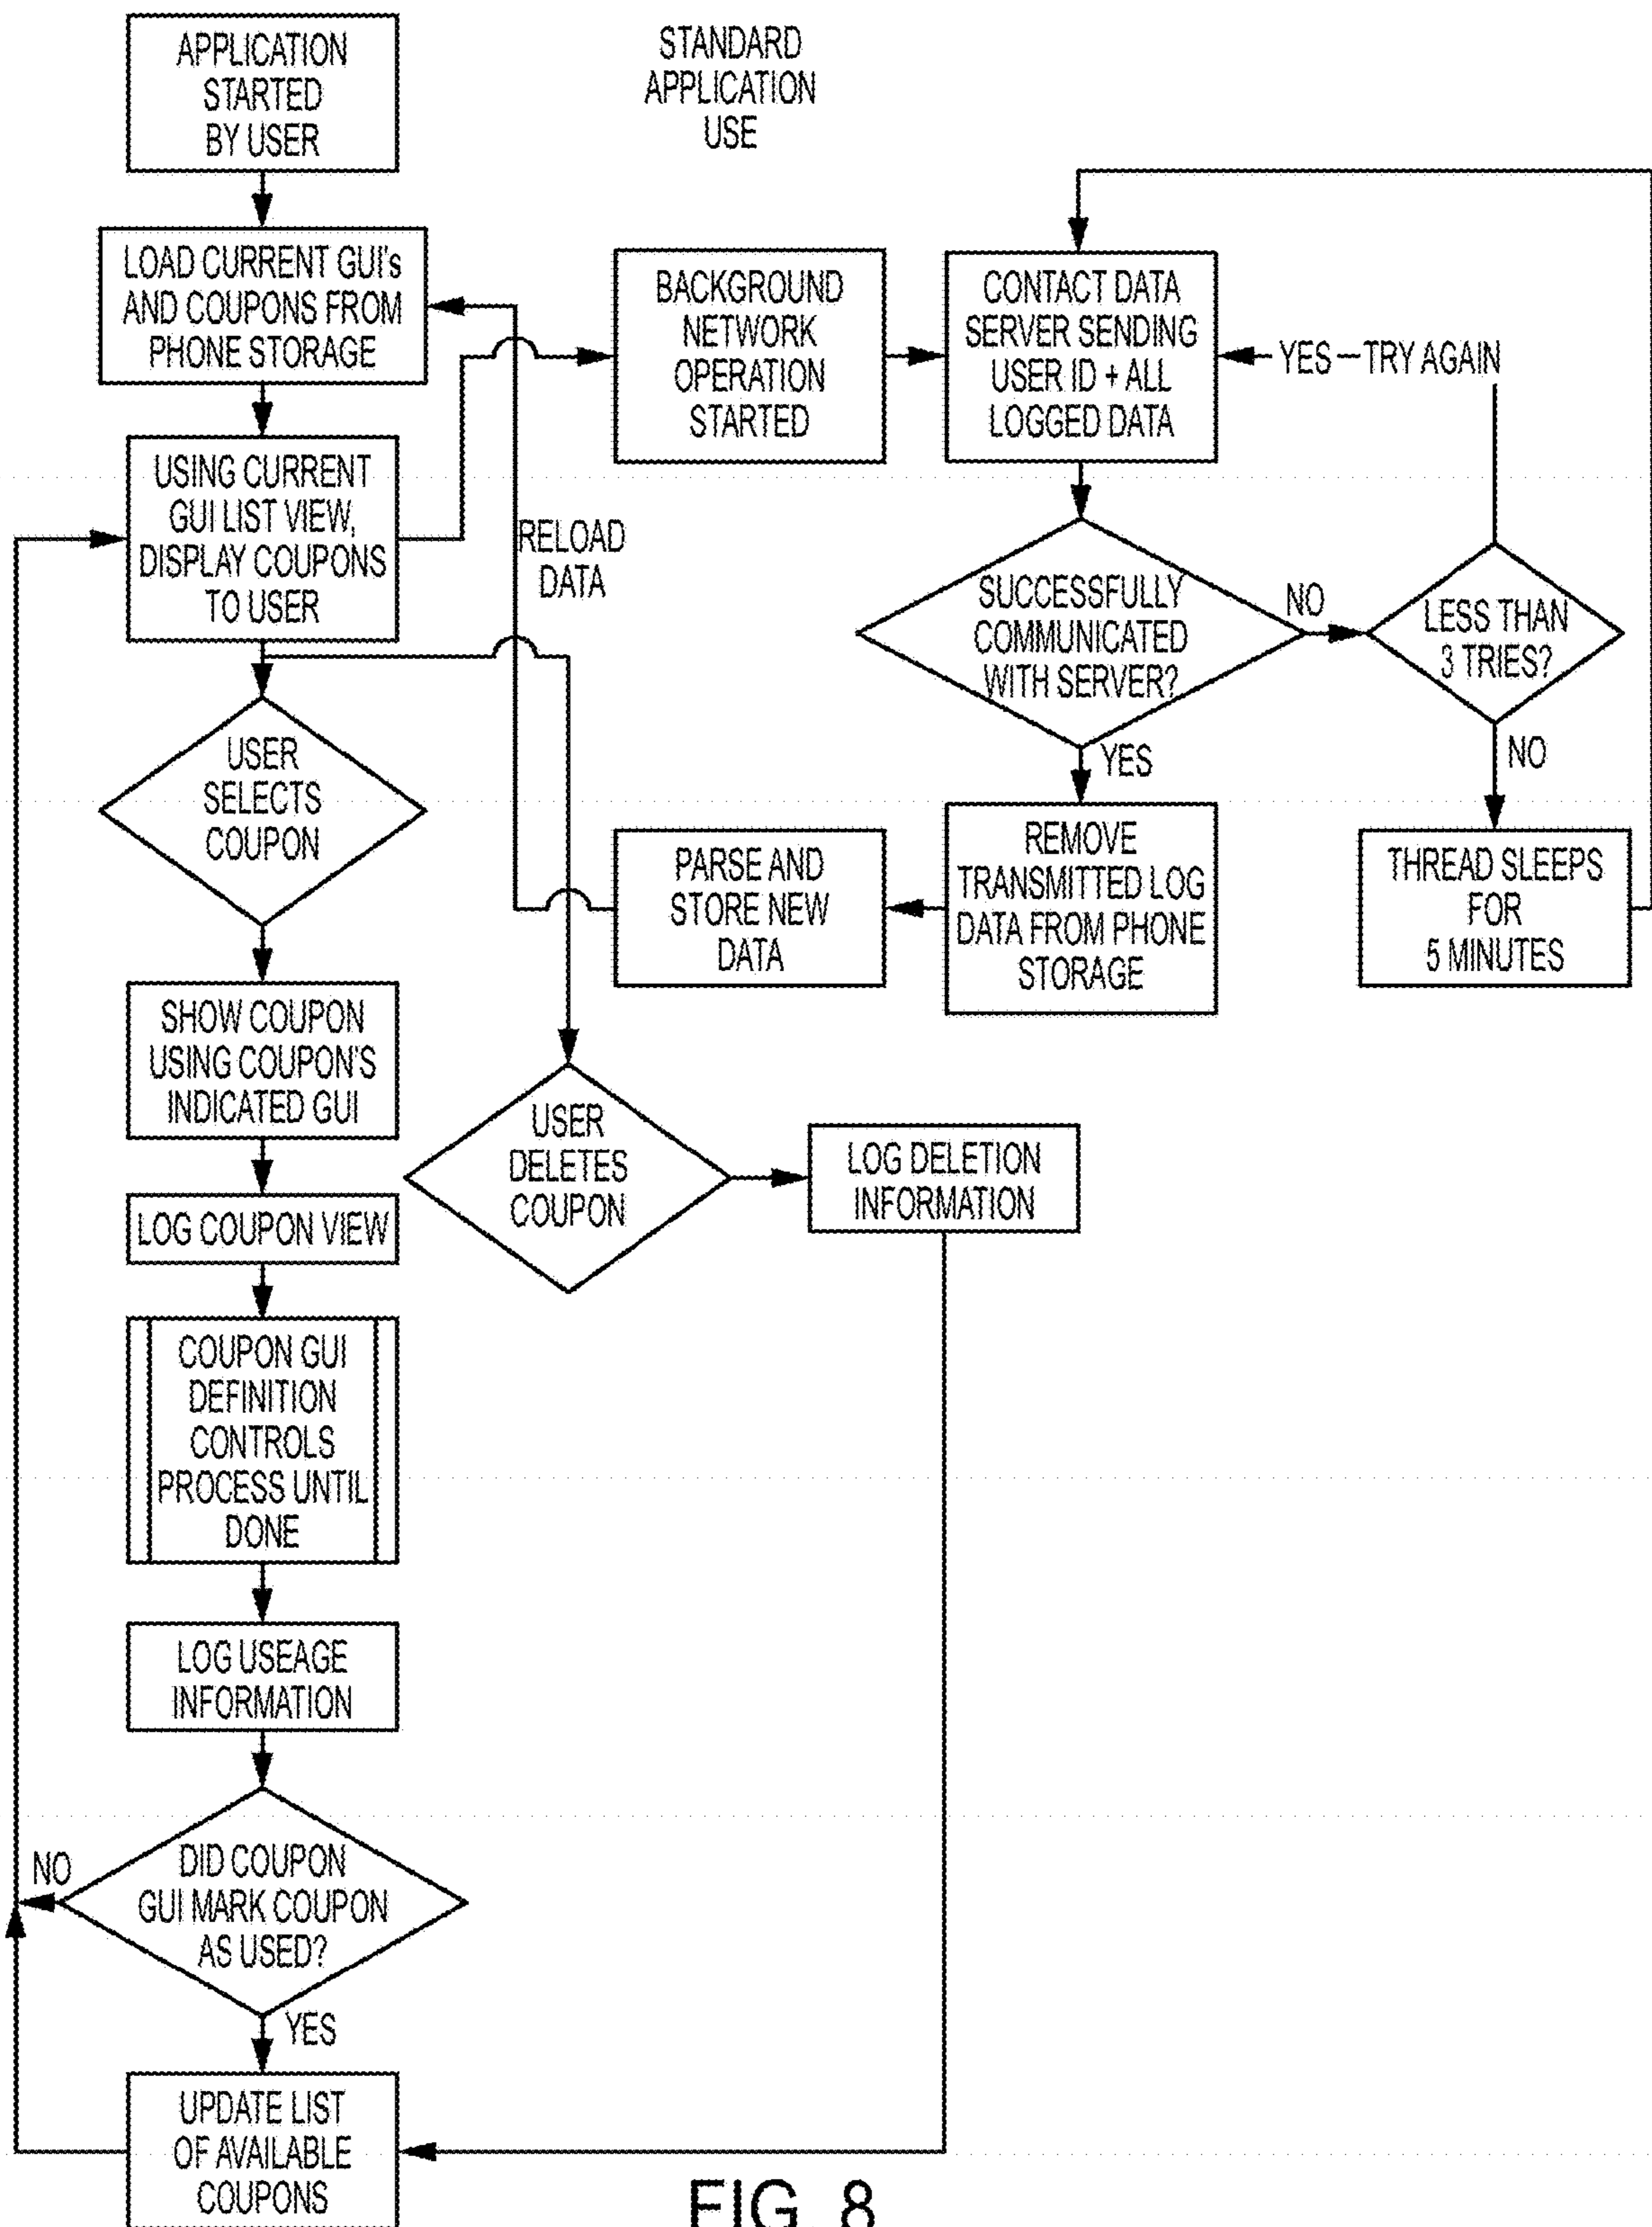 APPLICATION
STARTED
BY USER
STANDARD
APPLICATION
USE
LOAD CURRENT GUI's
AND COUPONS FROM
PHONE STORAGE
BACKGROUND
NETWORK
OPERATION
STARTED
CONTACT DATA
SERVER SENDING
USER ID + ALL
LOGGED DATA
YES – TRY AGAIN
USING CURRENT
GUI LIST VIEW,
DISPLAY COUPONS
TO USER
RELOAD
DATA
SUCCESSFULLY
COMMUNICATED
WITH SERVER?
NO
LESS THAN
3 TRIES?
YES
NO
USER
SELECTS
COUPON
PARSE AND
STORE NEW
DATA
REMOVE
TRANSMITTED LOG
DATA FROM PHONE
STORAGE
THREAD SLEEPS
FOR
5 MINUTES
SHOW COUPON
USING COUPON'S
INDICATED GUI
USER
DELETES
COUPON
LOG DELETION
INFORMATION
LOG COUPON VIEW
COUPON GUI
DEFINITION
CONTROLS
PROCESS UNTIL
DONE
LOG USEAGE
INFORMATION
NO
DID COUPON
GUI MARK COUPON
AS USED?
YES
UPDATE LIST
OF AVAILABLE
COUPONS
FIG. 8